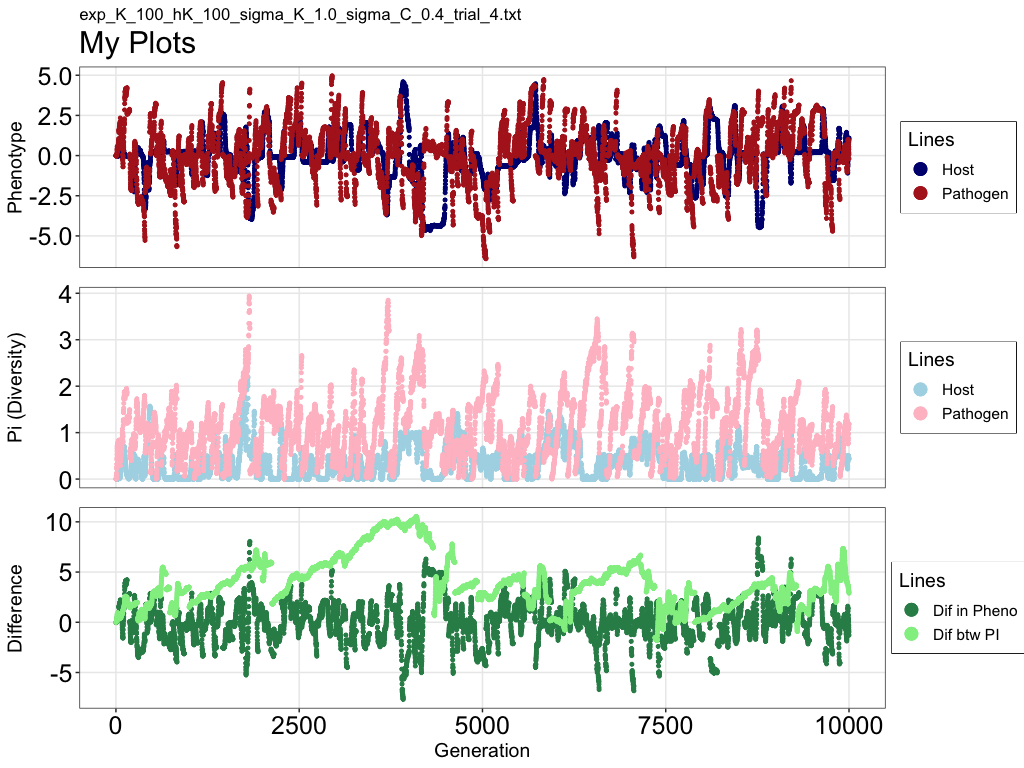 exp_K_100_hK_100_sigma_K_1.0_sigma_C_0.4_trial_4.txt
My Plots
Phenotype
5.0
2.5
0.0
-2.5
-5.0
Lines
Host
Pathogen
Pi (Diversity)
4
3
2
1
0
Lines
Host
Pathogen
Difference
10
5
0
-5
Lines
Dif in Pheno
Dif btw PI
0 2500 5000 7500 10000
Generation